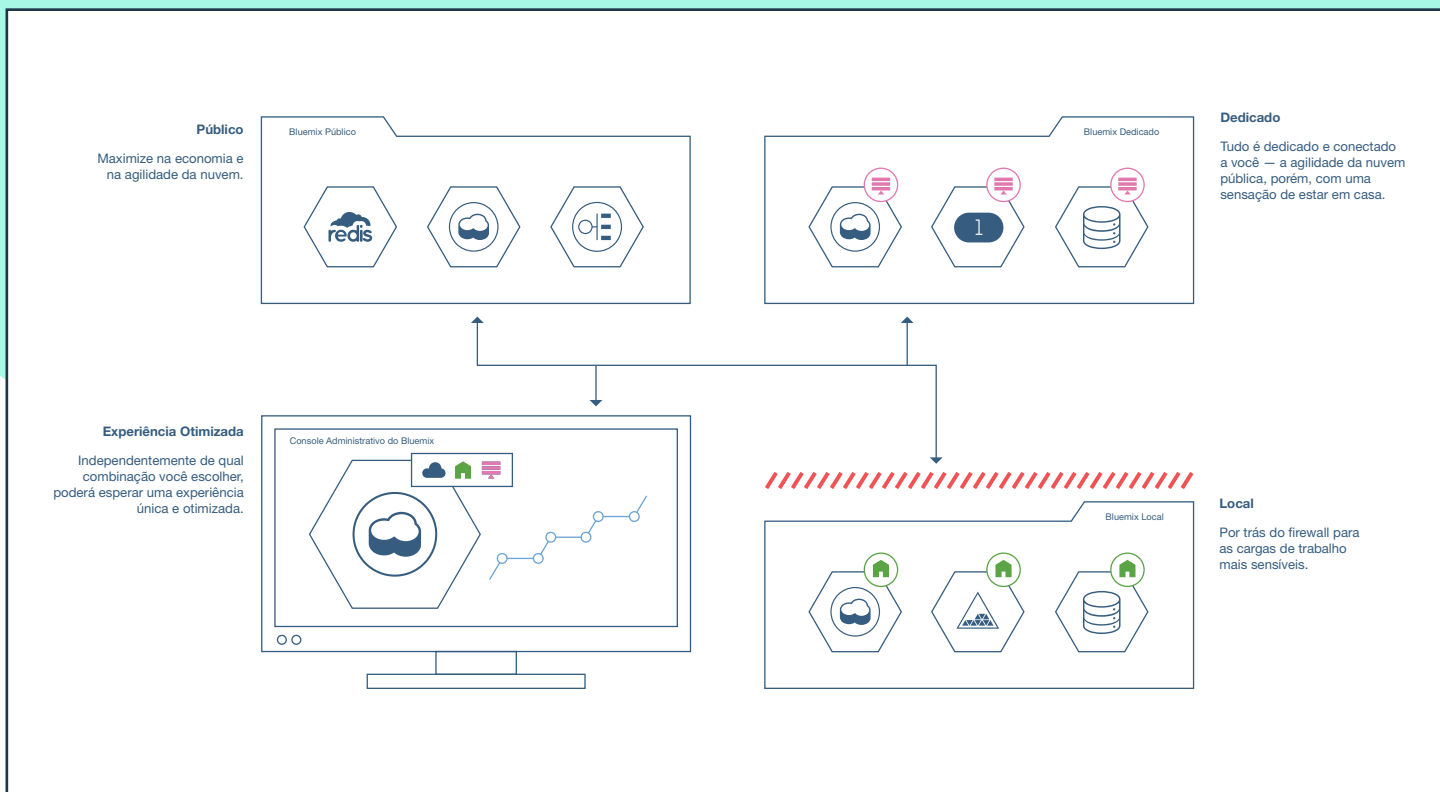 Público
Maximize na economia e
na agilidade da nuvem.
Bluemix Público
redis
Bluemix Dedicado
1
Dedicado
Tudo é dedicado e conectado
a você — a agilidade da nuvem
pública, porém, com uma
sensação de estar em casa.
Experiência Otimizada
Independentemente de qual
combinação você escolher,
poderá esperar uma experiência
única e otimizada.
Console Administrativo do Bluemix
Bluemix Local
Local
Por trás do firewall para
as cargas de trabalho
mais sensíveis.